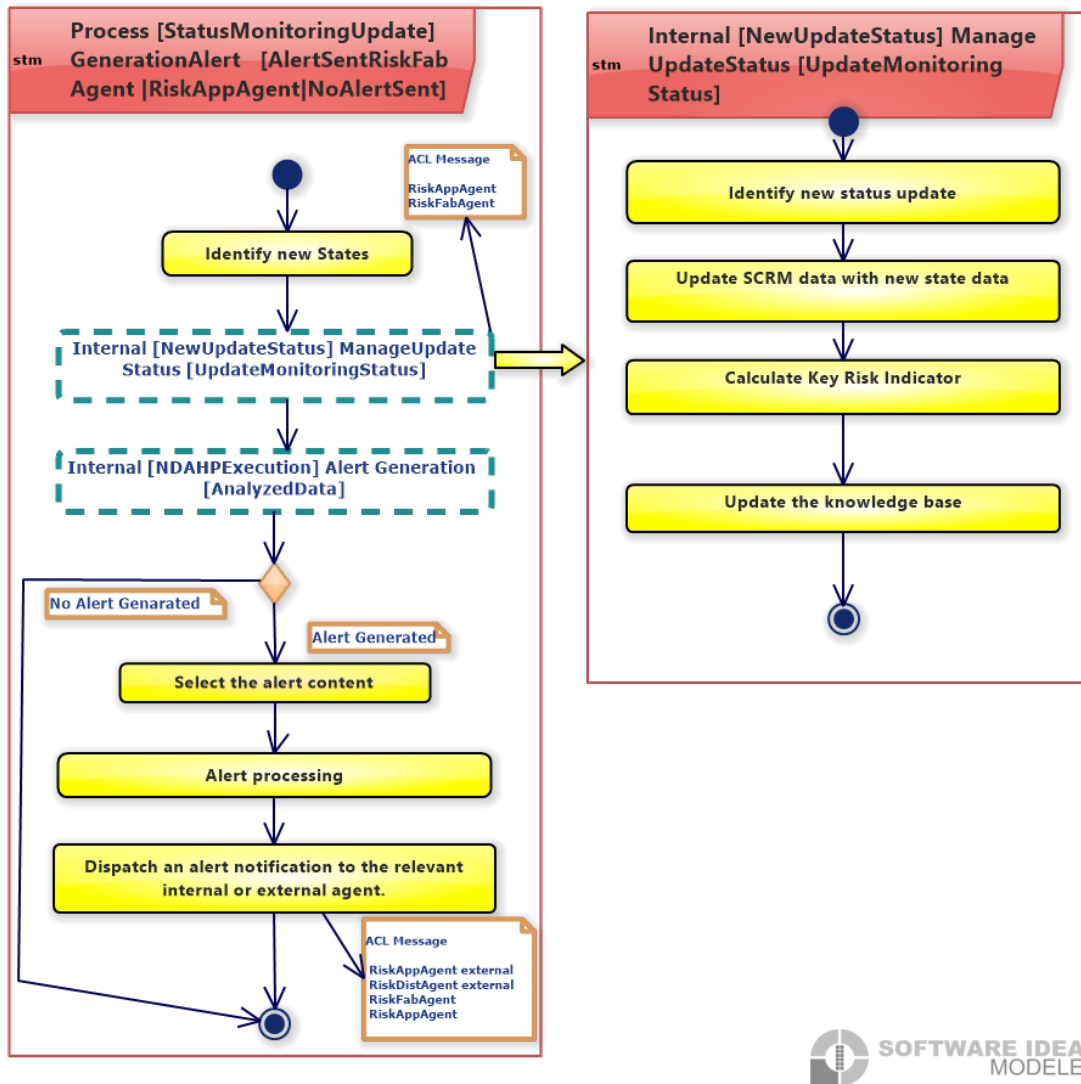 Process [StatusMonitoringUpdate]
stm
GenerationAlert [AlertSentRiskFab
Agent |RiskAppAgent|NoAlertSent]
ACL Message
RiskAppAgent
RiskFabAgent
Identify new States
Internal [NewUpdateStatus] ManageUpdate
Status [UpdateMonitoringStatus]
Internal [NDAHPExecution] Alert Generation
[AnalyzedData]
No Alert Genarated
Alert Generated
Select the alert content
Alert processing
Dispatch an alert notification to the relevant
internal or external agent.
ACL Message
RiskAppAgent external
RiskDistAgent external
RiskFabAgent
RiskAppAgent
Internal [NewUpdateStatus] Manage
stm
UpdateStatus [UpdateMonitoring
Status]
Identify new status update
Update SCRM data with new state data
Calculate Key Risk Indicator
Update the knowledge base
SOFTWARE IDEA
MODELE